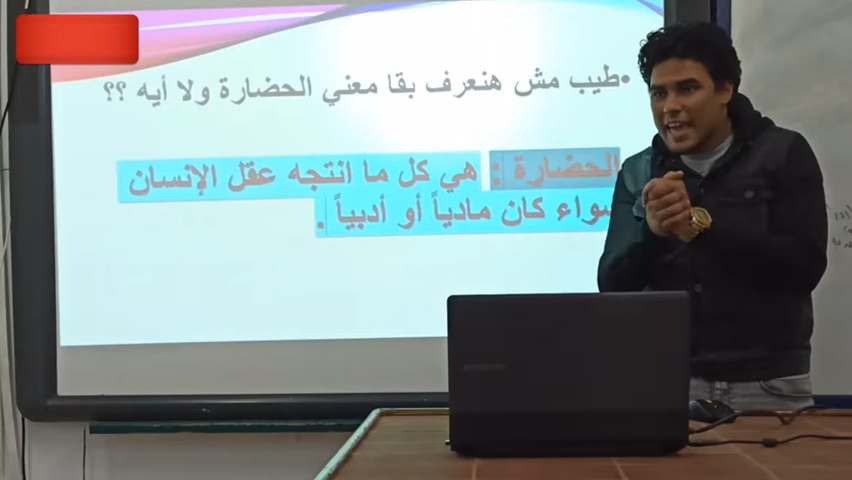 •طيب مش هنعرف بقا معني الحضارة ولا أيه ؟؟
الحضارة : هي كل ما انتجه عقل الإنسان
سواء كان مادياً أو أدبياً .